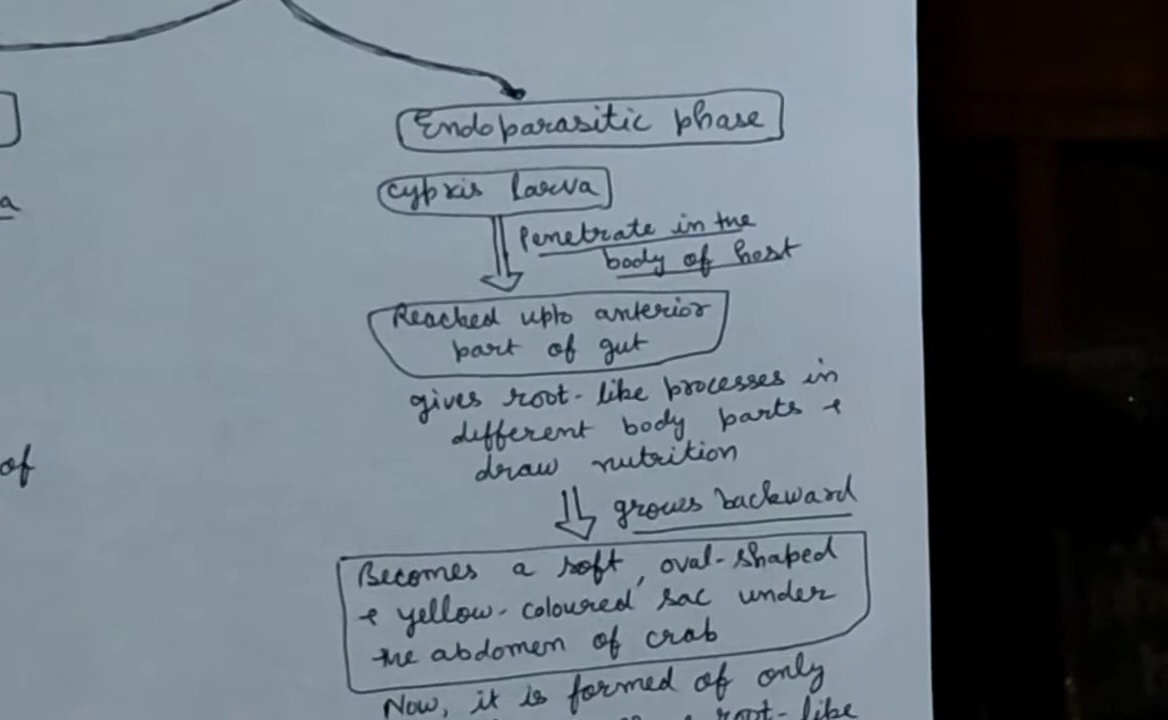 Endoparasitic phase
a
cypris larva
Penetrate in the
body of host
Reached upto anterior
part of gut
gives root-like processes in
different body parts +
draw nutrition
of
grows backward
Becomes a soft, oval-shaped
+ yellow-coloured sac under
the abdomen of crab
Now, it is formed of only
root-like